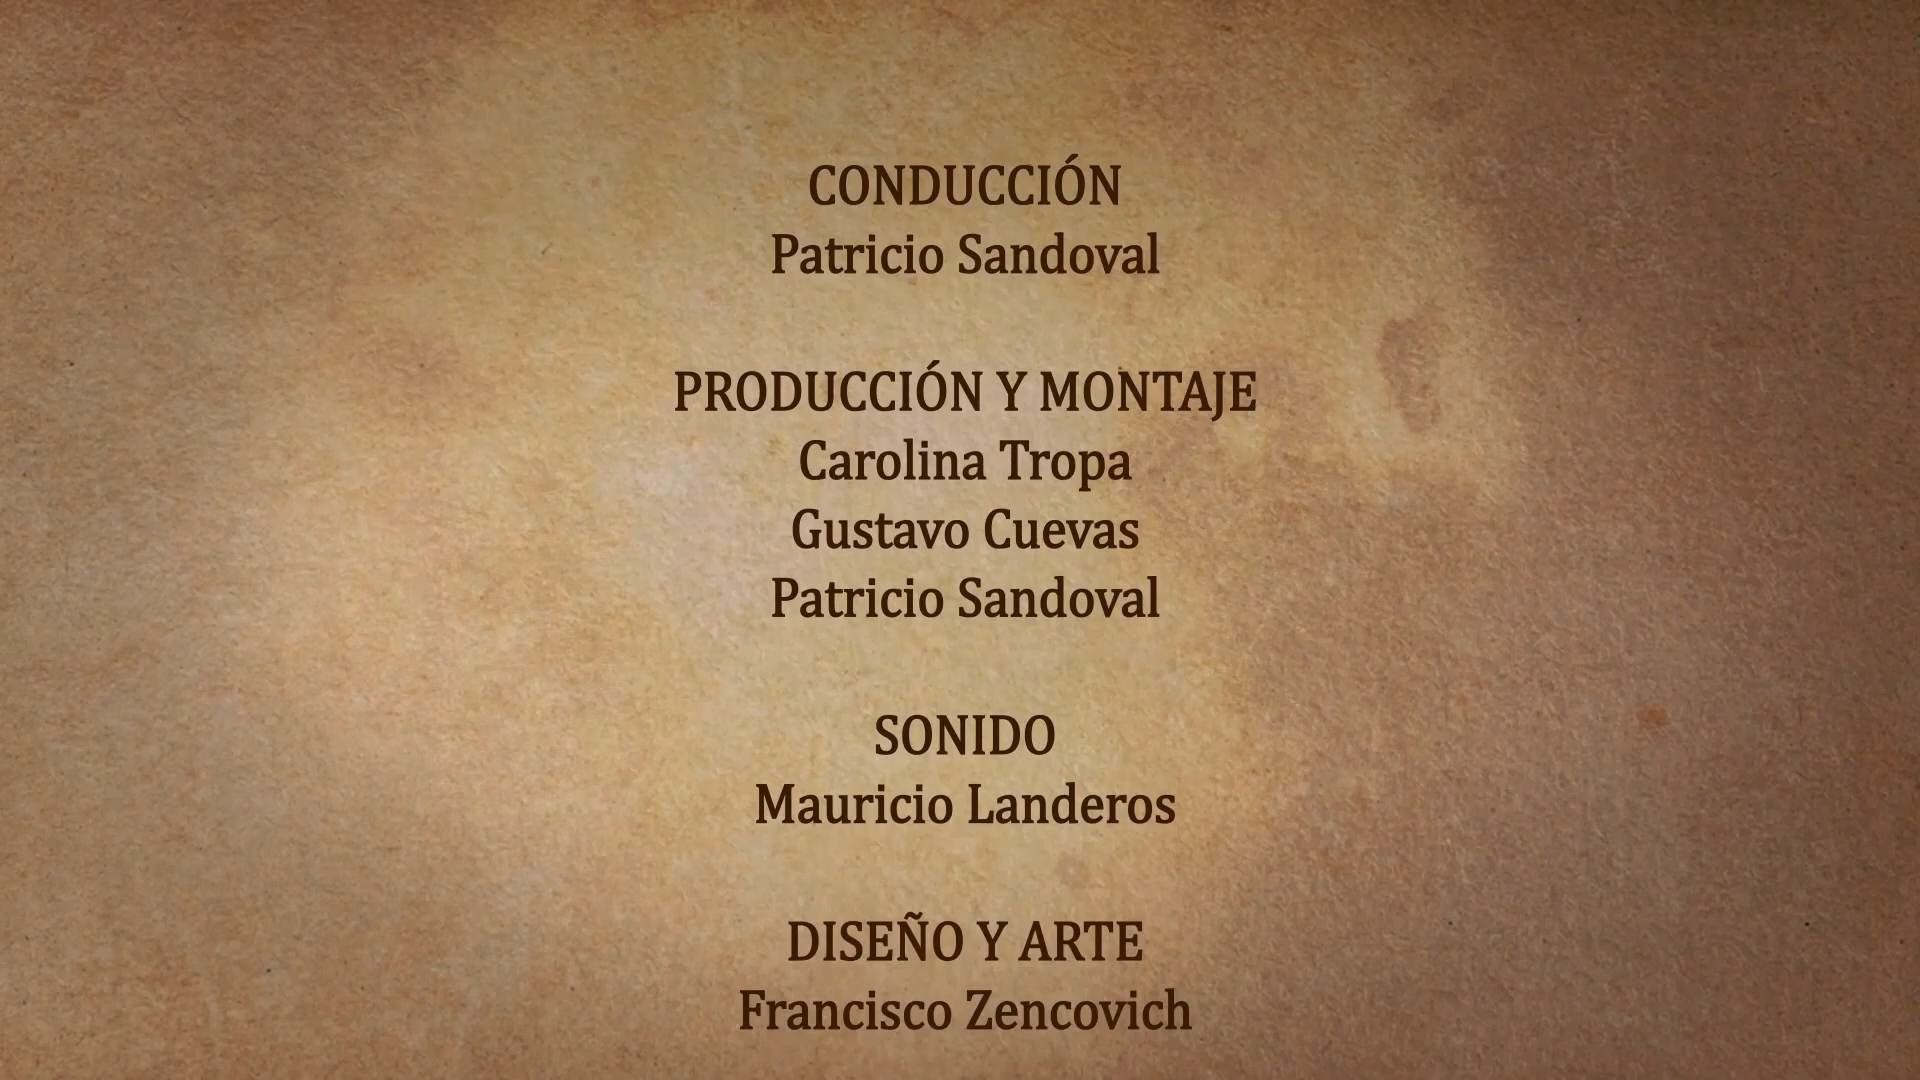 CONDUCCIÓN
Patricio Sandoval
PRODUCCIÓN Y MONTAJE
Carolina Tropa
Gustavo Cuevas
Patricio Sandoval
SONIDO
Mauricio Landeros
DISEÑO Y ARTE
Francisco Zencovich